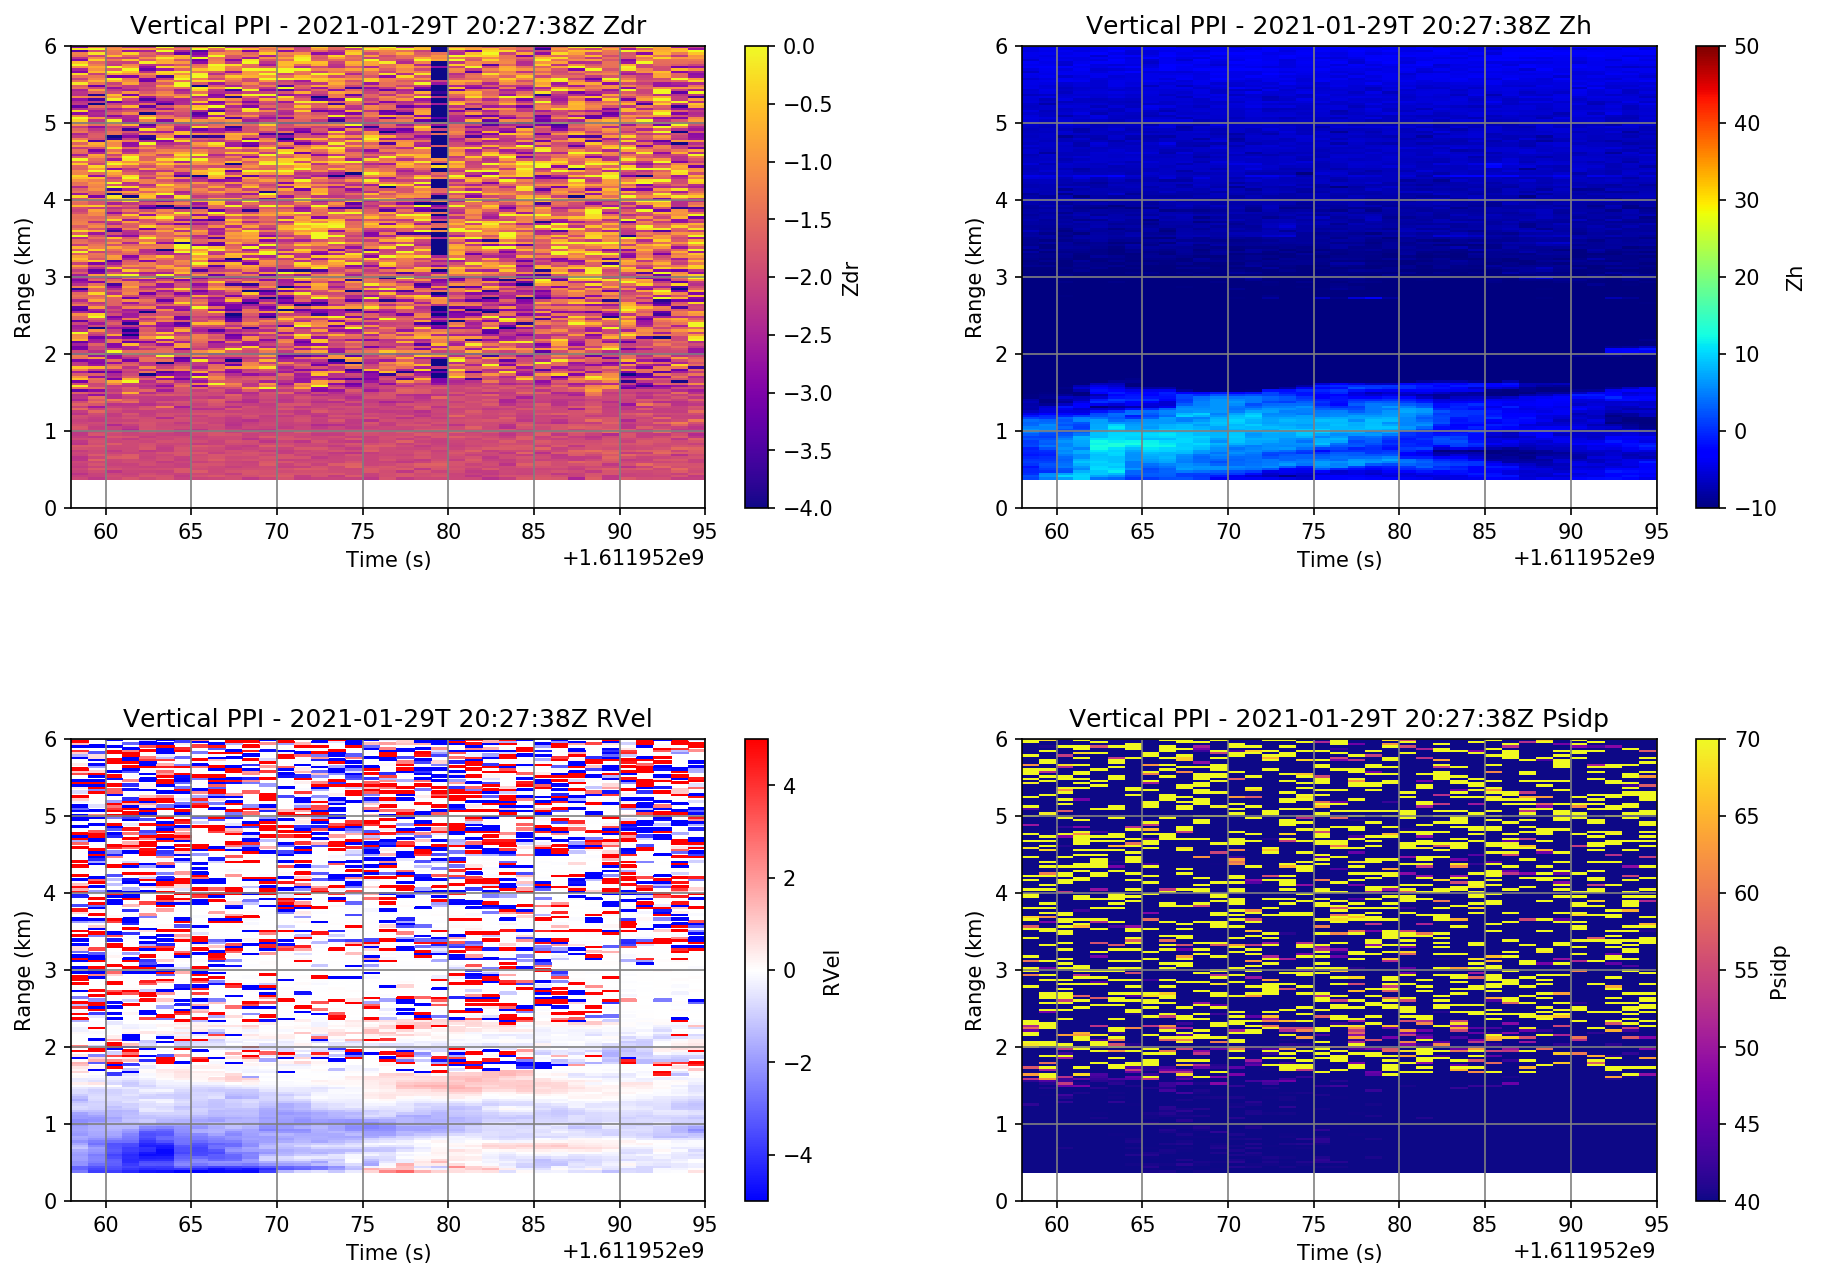 Vertical PPI - 2021-01-29T 20:27:38Z Zdr
6
5
4
3
2
1
0
Range (km)
60 65 70 75 80 85 90 95
Time (s)
+1.611952e9
0.0
−0.5
−1.0
−1.5
−2.0
−2.5
−3.0
−3.5
−4.0
Zdr
Vertical PPI - 2021-01-29T 20:27:38Z Zh
6
5
4
3
2
1
0
Range (km)
60 65 70 75 80 85 90 95
Time (s)
+1.611952e9
50
40
30
20
10
0
−10
Zh
Vertical PPI - 2021-01-29T 20:27:38Z RVel
6
5
4
3
2
1
0
Range (km)
60 65 70 75 80 85 90 95
Time (s)
+1.611952e9
4
2
0
−2
−4
RVel
Vertical PPI - 2021-01-29T 20:27:38Z Psidp
6
5
4
3
2
1
0
Range (km)
60 65 70 75 80 85 90 95
Time (s)
+1.611952e9
70
65
60
55
50
45
40
Psidp